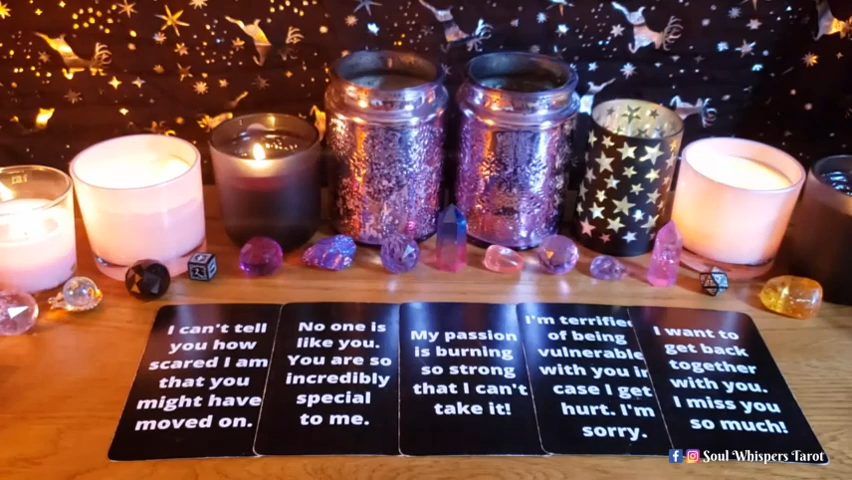 I can't tell
you how
scared I am
that you
might have
moved on.
No one is
like you.
You are so
incredibly
special
to me.
My passion
is burning
so strong
that I can't
take it!
I'm terrified
of being
vulnerable
with you in
case I get
hurt. I'm
sorry.
I want to
get back
together
with you.
I miss you
so much!
Soul Whispers Tarot